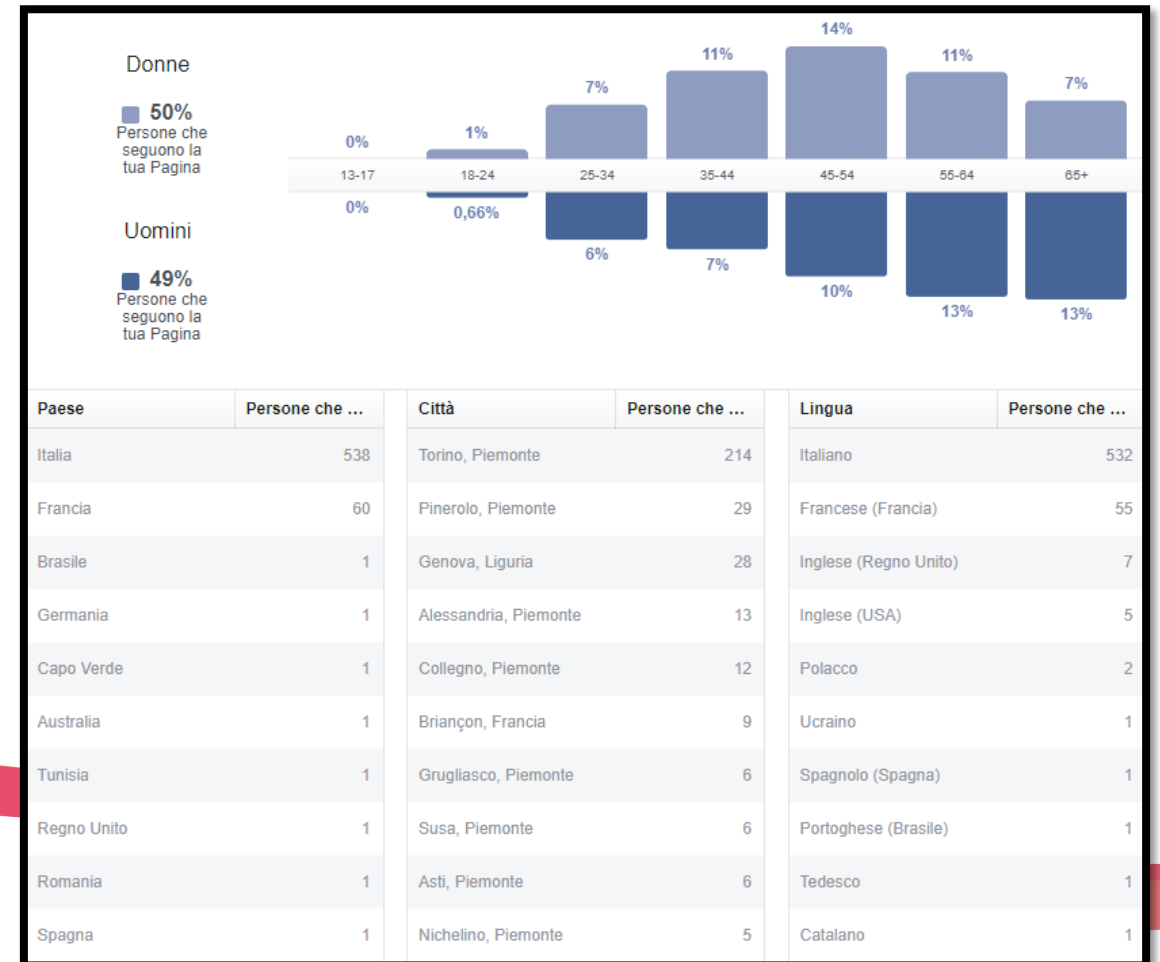 Donne
50%
Persone che
seguono la
tua Pagina
14%
11%
11%
7%
7%
1%
0%
13-17 18-24 25-34 35-44 45-54 55-64 65+
0%
0,66%
6%
7%
10%
13%
13%
Uomini
49%
Persone che
seguono la
tua Pagina
Paese Persone che ... Città Persone che ... Lingua Persone che ...
Italia 538 Torino, Piemonte 214 Italiano 532
Francia 60 Pinerolo, Piemonte 29 Francese (Francia) 55
Brasile 1 Genova, Liguria 28 Inglese (Regno Unito) 7
Germania 1 Alessandria, Piemonte 13 Inglese (USA) 5
Capo Verde 1 Collegno, Piemonte 12 Polacco 2
Australia 1 Briançon, Francia 9 Ucraino 1
Tunisia 1 Grugliasco, Piemonte 6 Spagnolo (Spagna) 1
Regno Unito 1 Susa, Piemonte 6 Portoghese (Brasile) 1
Romania 1 Asti, Piemonte 6 Tedesco 1
Spagna 1 Nichelino, Piemonte 5 Catalano 1